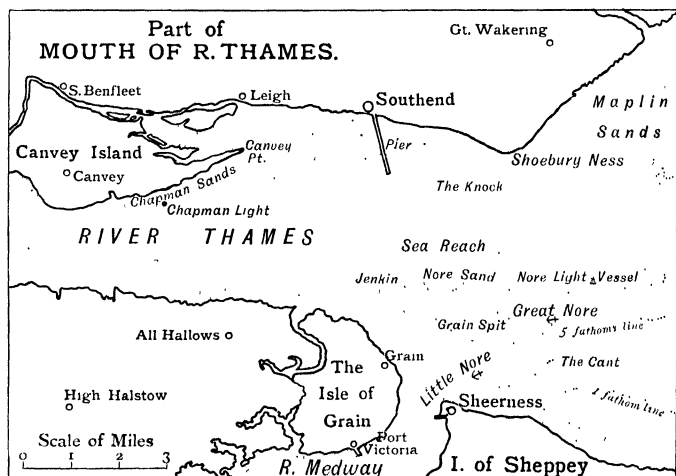 Part of
MOUTH OF R. THAMES.
Gt. Wakering
S. Benfleet
Leigh
Southend
Maplin
Sands
Pier
Canvey Island
Canvey
Pt.
Shoebury Ness
Canvey
The Knock
Chapman Sands
Chapman Light
RIVER THAMES
Sea Reach
Jenkin
Nore Sand
Nore Light Vessel
Great Nore
Grain Spit
5 fathoms line
All Hallows
Grain
The Cant
The
Isle of
Grain
Little Nore
High Halstow
Sheerness
1 fathom line
Scale of Miles
0 1 2 3
Port
Victoria
R. Medway
I. of Sheppey